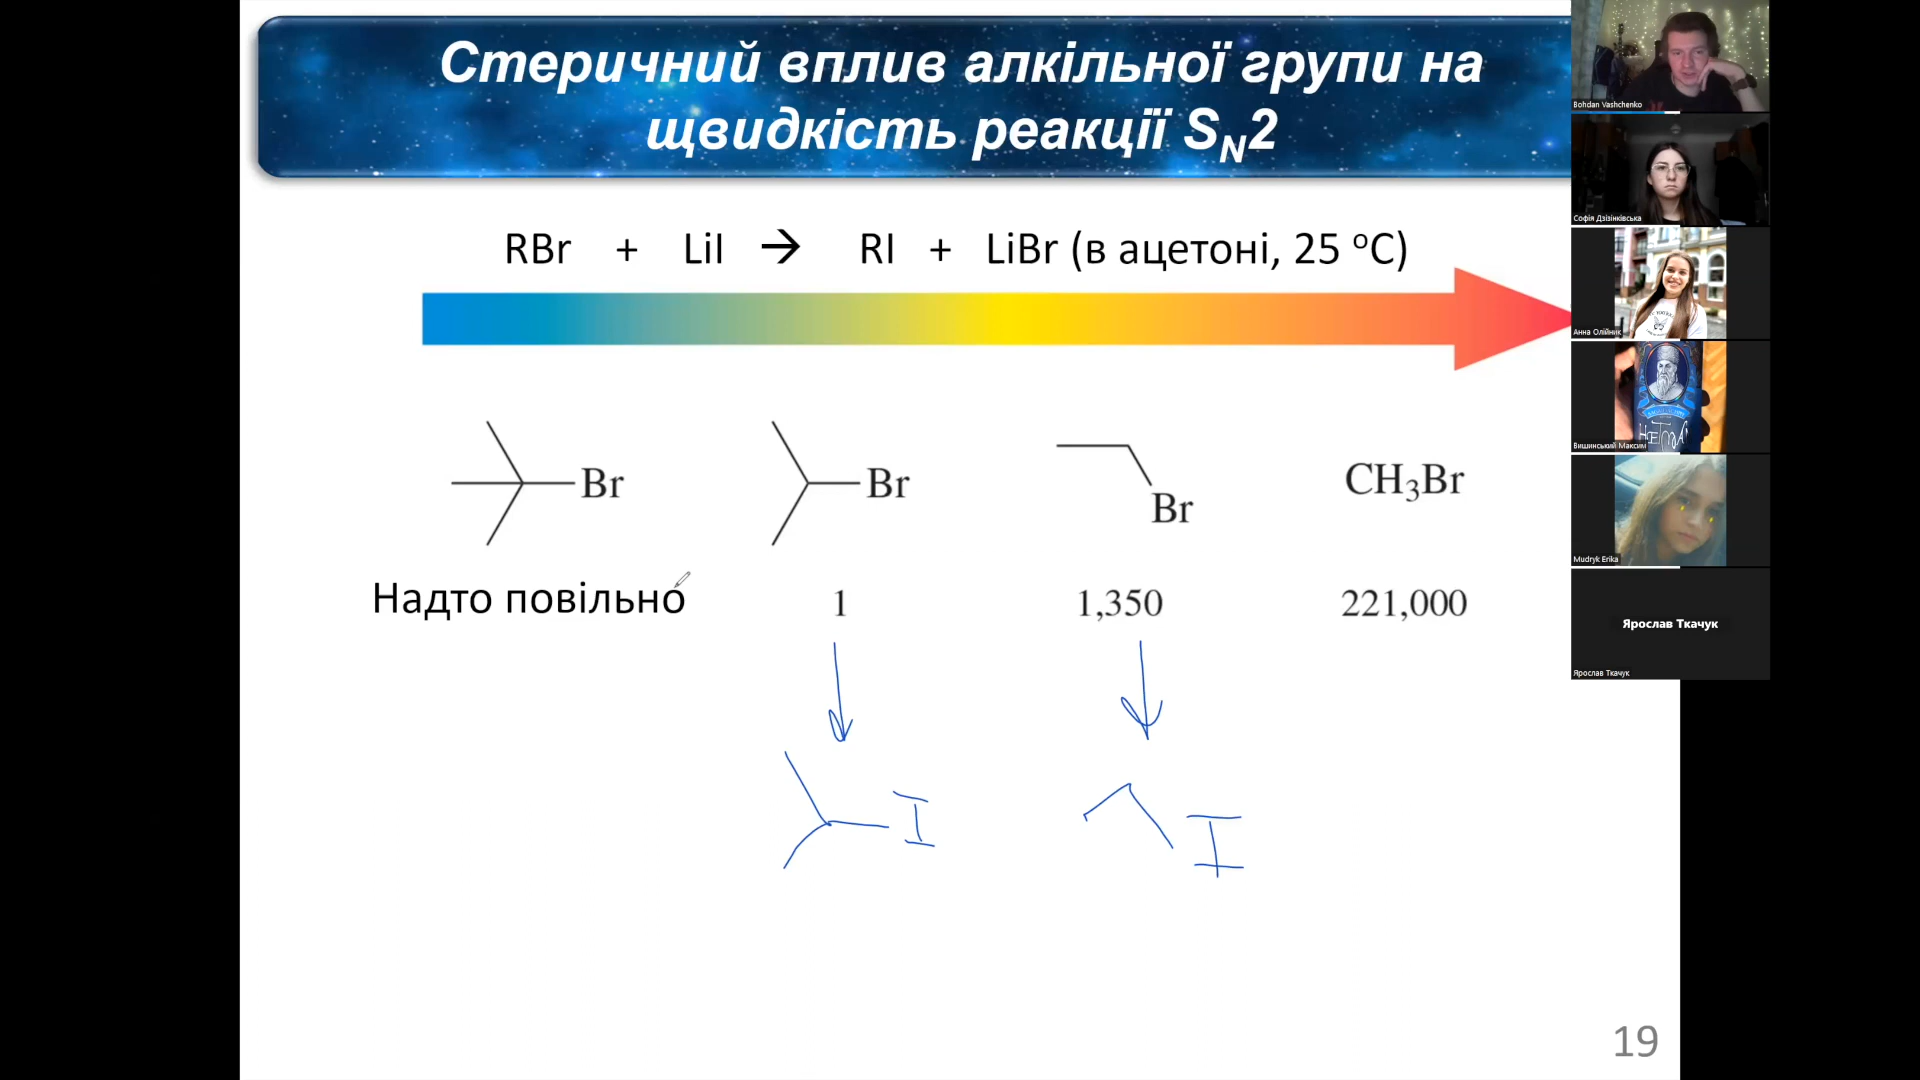 Стеричний вплив алкільної групи на
щвидкість реакції SN2
RBr + LiI → RI + LiBr (в ацетоні, 25 оС)
Br
Br
Br
CH3Br
Надто повільно
1
1,350
221,000
I
I
19
Bohdan Vashchenko
Софія Дзізінківська
Анна Олійник
Вишинський Максим
Mudryk Erika
Ярослав Ткачук
Ярослав Ткачук